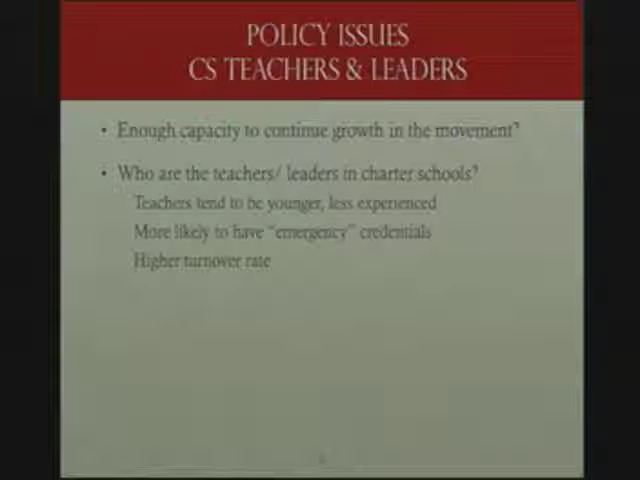 POLICY ISSUES
CS TEACHERS & LEADERS
• Enough capacity to continue growth in the movement?
• Who are the teachers/ leaders in charter schools?
Teachers tend to be younger, less experienced
More likely to have "emergency" credentials
Higher turnover rate